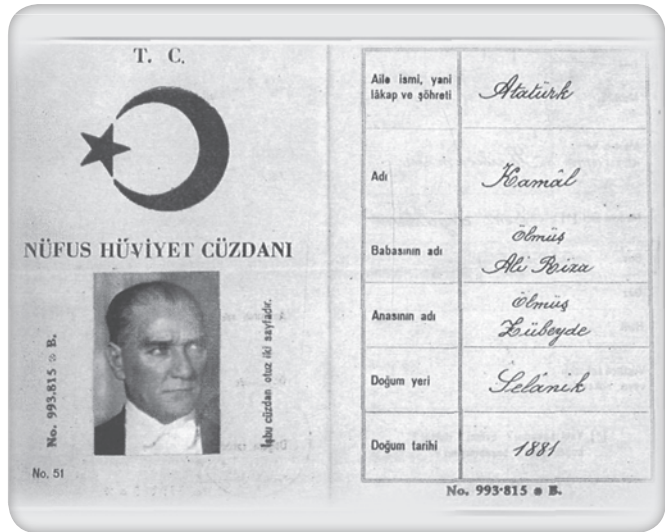 T. C.
NÜFUS HÜVİYET CÜZDANI
No. 993.815 * B.
İşbu cüzdan otuz iki sayfadır.
No. 51
Aile ismi, yani
lâkap ve şöhreti
Atatürk
Adı
Kamâl
Babasının adı
Ölmüş
Ali Riza
Anasının adı
Ölmüş
Zübeyde
Doğum yeri
Selânik
Doğum tarihi
1881
No. 993·815 * B.